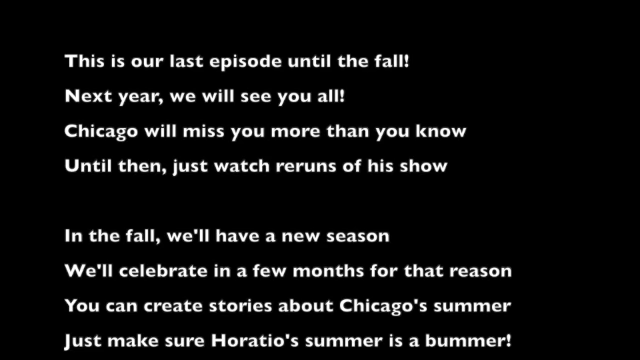 This is our last episode until the fall!
Next year, we will see you all!
Chicago will miss you more than you know
Until then, just watch reruns of his show
In the fall, we'll have a new season
We'll celebrate in a few months for that reason
You can create stories about Chicago's summer
Just make sure Horatio's summer is a bummer!